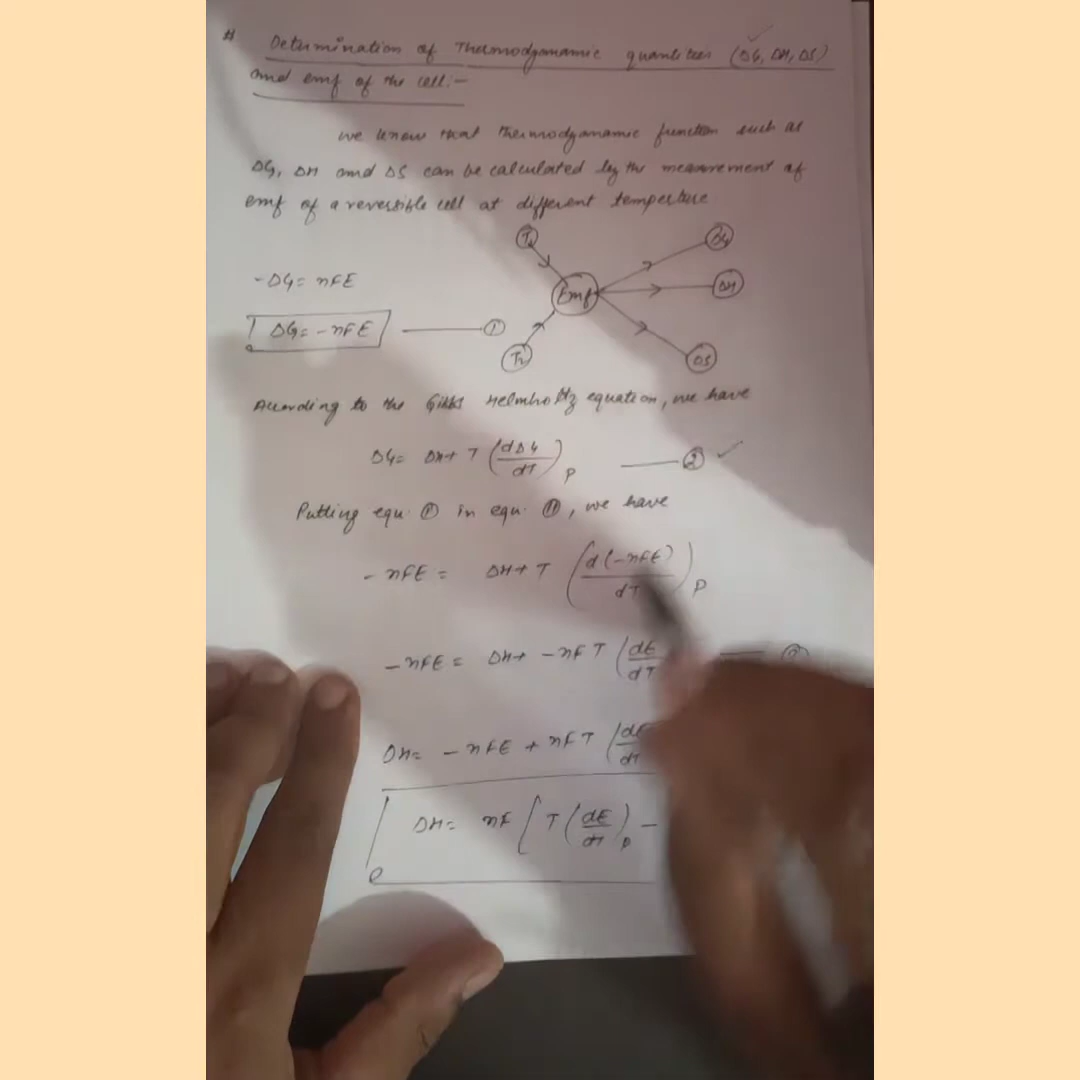 # Determination of Thermodynamic quantities (ΔG, ΔH, ΔS)
and emf of the cell:-
We know that thermodynamic function such as
ΔG, ΔH and ΔS can be calculated by the measurement of
emf of a reversible cell at different temperture
T₁ ΔG
-ΔG = nFE Emf ΔH
ΔG = -nFE ①
T₂ ΔS
According to the Gibbs Helmholtz equation, we have
ΔG = ΔH + T (dΔG/dT)P ②
Putting equ. ① in equ. ⑪, we have
-nFE = ΔH + T (d(-nFE)/dT)P
-nFE = ΔH + -nFT (dE/dT
ΔH = -nFE + nFT (dE/dT
ΔH = nF [T (dE/dT)P -